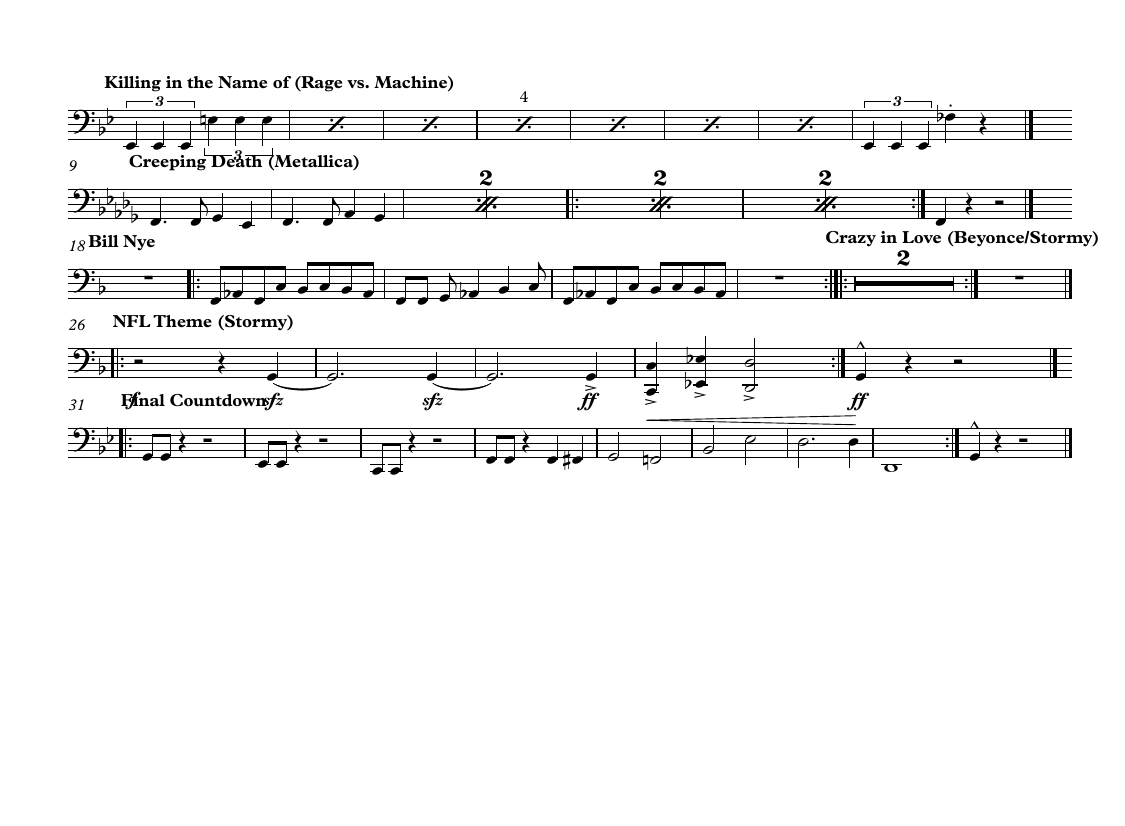 Killing in the Name of (Rage vs. Machine)
3 4 3
3
9 Creeping Death (Metallica)
2 2 2
18 Bill Nye Crazy in Love (Beyonce/Stormy)
2
26 NFL Theme (Stormy)
31 Final Countdown sfz sfz ff ff